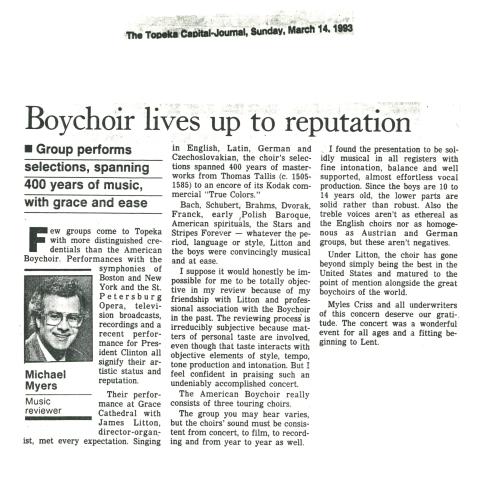 The Topeka Capital-Journal, Sunday, March 14, 1993
Boychoir lives up to reputation
■ Group performs
selections, spanning
400 years of music,
with grace and ease
Few groups come to Topeka
with more distinguished cre-
dentials than the American
Boychoir. Performances with the
symphonies of
Boston and New
York and the St.
Petersburg
Opera, televi-
sion broadcasts,
recordings and a
recent perfor-
mance for Pres-
ident Clinton all
signify their ar-
tistic status and
reputation.
Michael
Myers
Music
reviewer
Their perfor-
mance at Grace
Cathedral with
James Litton,
director-organ-
ist, met every expectation. Singing
in English, Latin, German and
Czechoslovakian, the choir's selec-
tions spanned 400 years of master-
works from Thomas Tallis (c. 1505-
1585) to an encore of its Kodak com-
mercial "True Colors."
Bach, Schubert, Brahms, Dvorak,
Franck, early Polish Baroque,
American spirituals, the Stars and
Stripes Forever — whatever the pe-
riod, language or style, Litton and
the boys were convincingly musical
and at ease.
I suppose it would honestly be im-
possible for me to be totally objec-
tive in my review because of my
friendship with Litton and profes-
sional association with the Boychoir
in the past. The reviewing process is
irreducibly subjective because mat-
ters of personal taste are involved,
even though that taste interacts with
objective elements of style, tempo,
tone production and intonation. But I
feel confident in praising such an
undeniably accomplished concert.
The American Boychoir really
consists of three touring choirs.
The group you may hear varies,
but the choirs' sound must be consis-
tent from concert, to film, to record-
ing and from year to year as well.
I found the presentation to be sol-
idly musical in all registers with
fine intonation, balance and well
supported, almost effortless vocal
production. Since the boys are 10 to
14 years old, the lower parts are
solid rather than robust. Also the
treble voices aren't as ethereal as
the English choirs nor as homoge-
nous as Austrian and German
groups, but these aren't negatives.
Under Litton, the choir has gone
beyond simply being the best in the
United States and matured to the
point of mention alongside the great
boychoirs of the world.
Myles Criss and all underwriters
of this concern deserve our grati-
tude. The concert was a wonderful
event for all ages and a fitting be-
ginning to Lent.